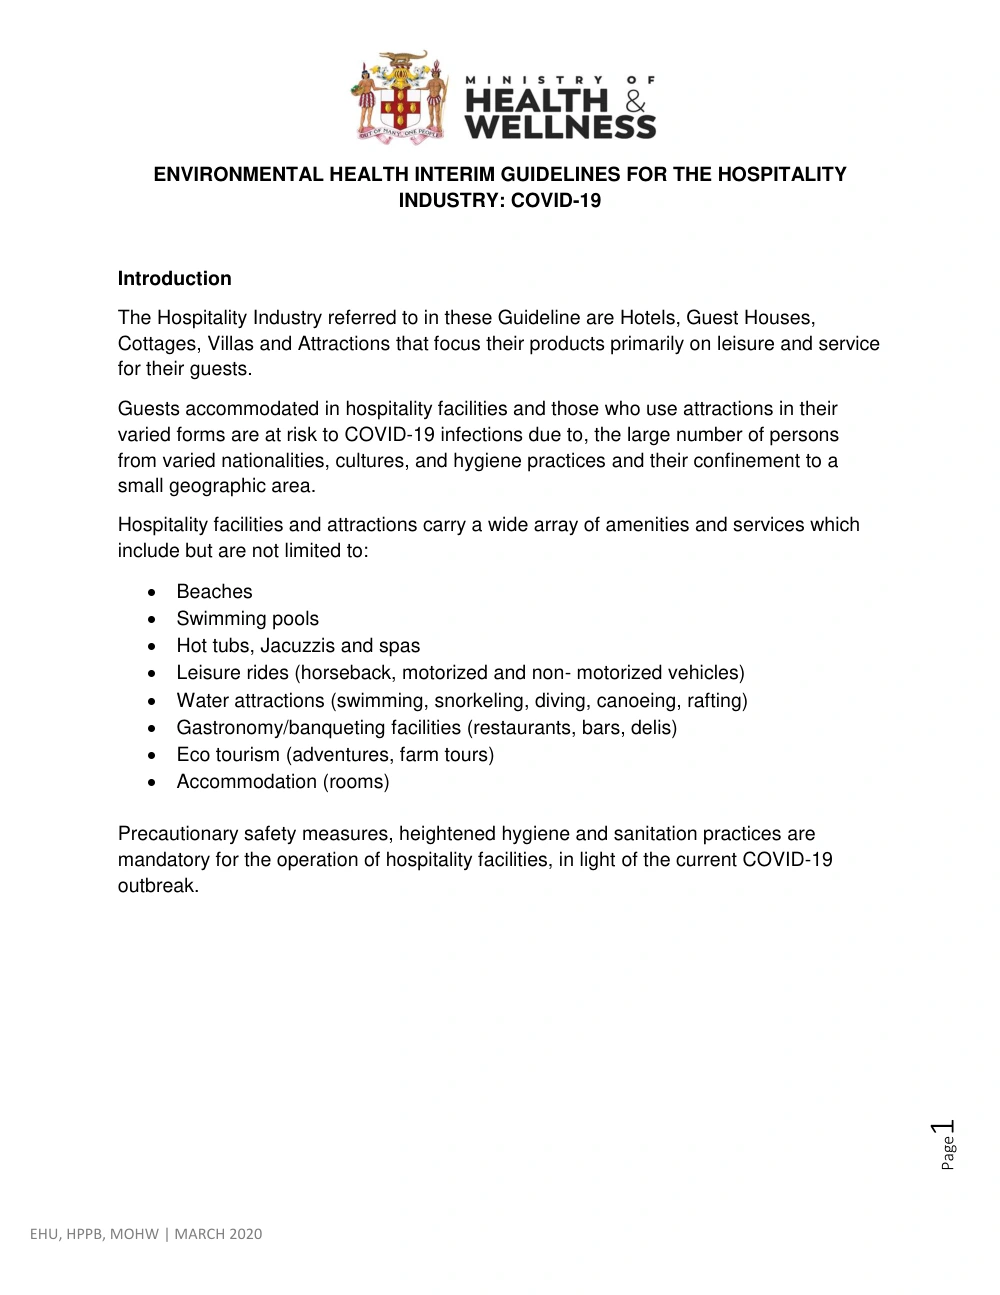 OUT OF MANY, ONE PEOPLE
MINISTRY OF
HEALTH &
WELLNESS
ENVIRONMENTAL HEALTH INTERIM GUIDELINES FOR THE HOSPITALITY
INDUSTRY: COVID-19
Introduction
The Hospitality Industry referred to in these Guideline are Hotels, Guest Houses,
Cottages, Villas and Attractions that focus their products primarily on leisure and service
for their guests.
Guests accommodated in hospitality facilities and those who use attractions in their
varied forms are at risk to COVID-19 infections due to, the large number of persons
from varied nationalities, cultures, and hygiene practices and their confinement to a
small geographic area.
Hospitality facilities and attractions carry a wide array of amenities and services which
include but are not limited to:
• Beaches
• Swimming pools
• Hot tubs, Jacuzzis and spas
• Leisure rides (horseback, motorized and non- motorized vehicles)
• Water attractions (swimming, snorkeling, diving, canoeing, rafting)
• Gastronomy/banqueting facilities (restaurants, bars, delis)
• Eco tourism (adventures, farm tours)
• Accommodation (rooms)
Precautionary safety measures, heightened hygiene and sanitation practices are
mandatory for the operation of hospitality facilities, in light of the current COVID-19
outbreak.
Page 1
EHU, HPPB, MOHW | MARCH 2020